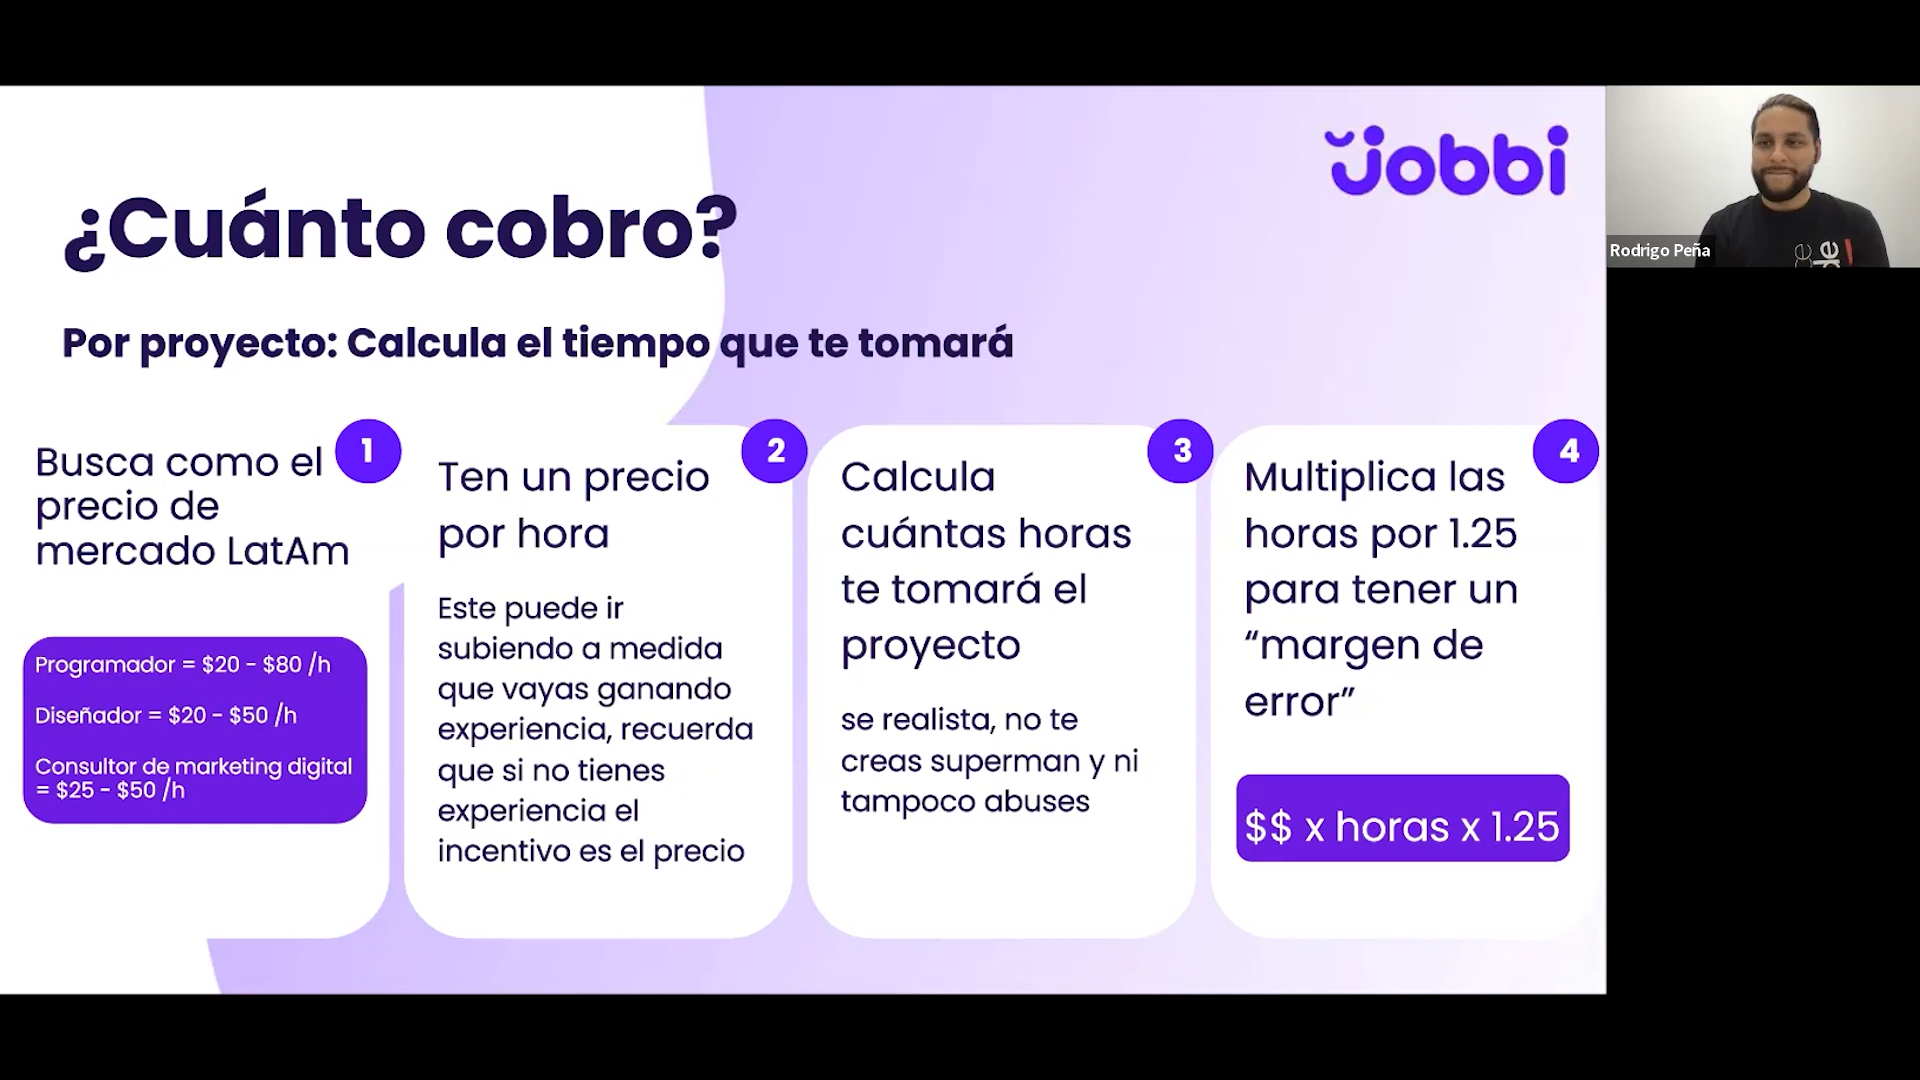 jobbi
Rodrigo Peña
¿Cuánto cobro?
Por proyecto: Calcula el tiempo que te tomará
1
Busca como el
precio de
mercado LatAm
Programador = $20 - $80 /h
Diseñador = $20 - $50 /h
Consultor de marketing digital
= $25 - $50 /h
2
Ten un precio
por hora
Este puede ir
subiendo a medida
que vayas ganando
experiencia, recuerda
que si no tienes
experiencia el
incentivo es el precio
3
Calcula
cuántas horas
te tomará el
proyecto
se realista, no te
creas superman y ni
tampoco abuses
4
Multiplica las
horas por 1.25
para tener un
“margen de
error”
$$ x horas x 1.25